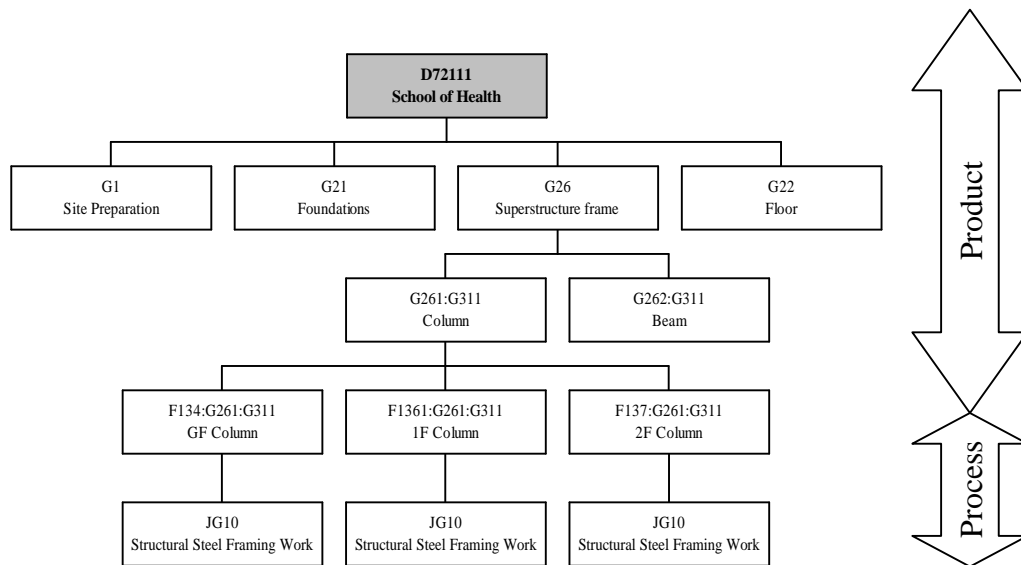 D72111
School of Health
G1
Site Preparation
G21
Foundations
G26
Superstructure frame
G22
Floor
G261:G311
Column
G262:G311
Beam
F134:G261:G311
GF Column
F1361:G261:G311
1F Column
F137:G261:G311
2F Column
JG10
Structural Steel Framing Work
JG10
Structural Steel Framing Work
JG10
Structural Steel Framing Work
Product
Process